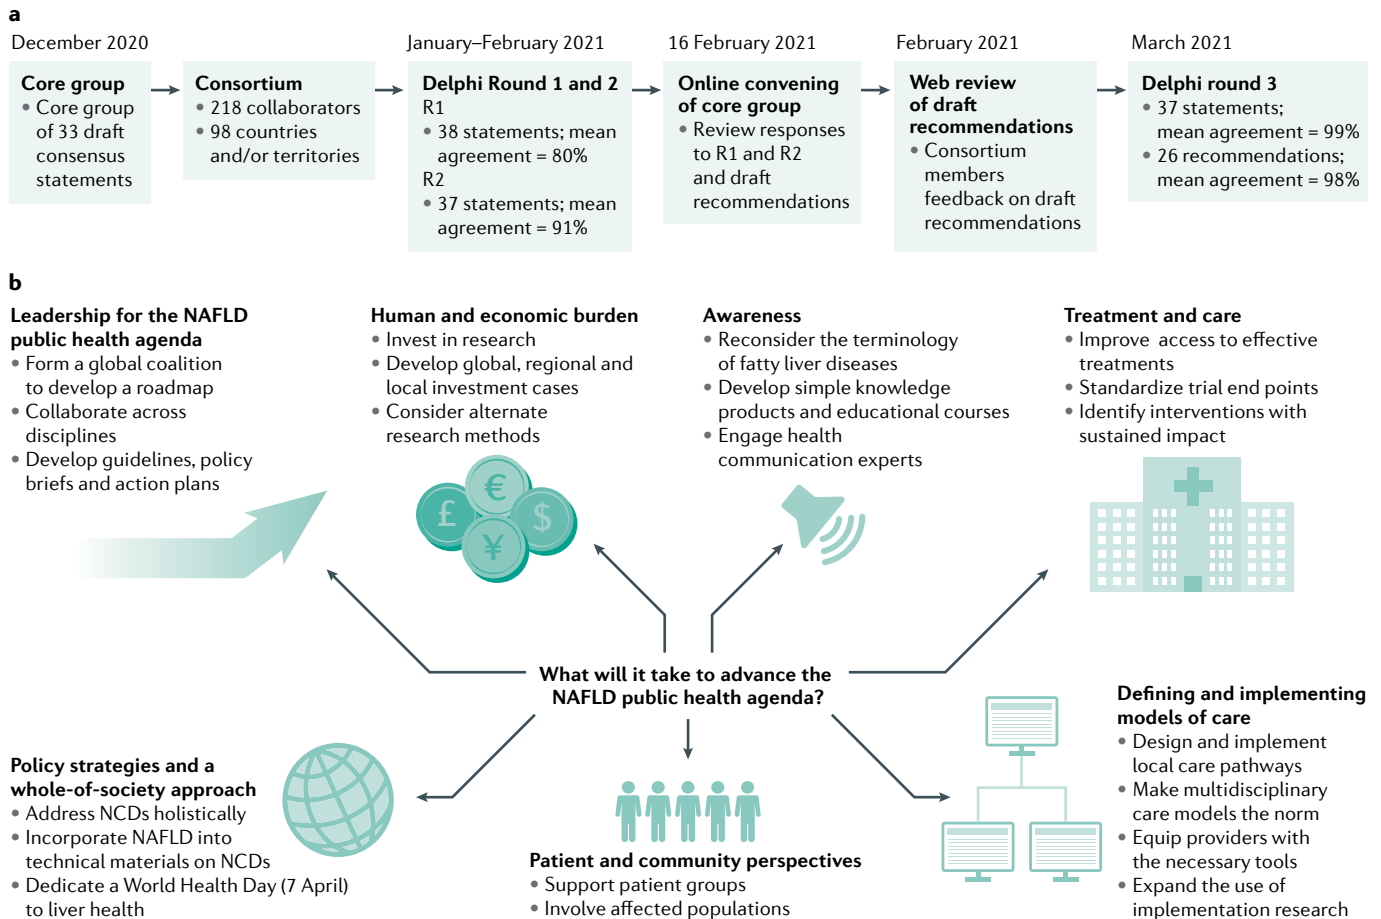 a
December 2020
Core group
• Core group
of 33 draft
consensus
statements
Consortium
• 218 collaborators
• 98 countries
and/or territories
January–February 2021
Delphi Round 1 and 2
R1
• 38 statements; mean
agreement = 80%
R2
• 37 statements; mean
agreement = 91%
16 February 2021
Online convening
of core group
• Review responses
to R1 and R2
and draft
recommendations
February 2021
Web review
of draft
recommendations
• Consortium
members
feedback on draft
recommendations
March 2021
Delphi round 3
• 37 statements;
mean agreement = 99%
• 26 recommendations;
mean agreement = 98%
b
Leadership for the NAFLD
public health agenda
• Form a global coalition
to develop a roadmap
• Collaborate across
disciplines
• Develop guidelines, policy
briefs and action plans
Human and economic burden
• Invest in research
• Develop global, regional and
local investment cases
• Consider alternate
research methods
£
€
$
¥
Awareness
• Reconsider the terminology
of fatty liver diseases
• Develop simple knowledge
products and educational courses
• Engage health
communication experts
Treatment and care
• Improve access to effective
treatments
• Standardize trial end points
• Identify interventions with
sustained impact
What will it take to advance the
NAFLD public health agenda?
Policy strategies and a
whole-of-society approach
• Address NCDs holistically
• Incorporate NAFLD into
technical materials on NCDs
• Dedicate a World Health Day (7 April)
to liver health
Patient and community perspectives
• Support patient groups
• Involve affected populations
Defining and implementing
models of care
• Design and implement
local care pathways
• Make multidisciplinary
care models the norm
• Equip providers with
the necessary tools
• Expand the use of
implementation research